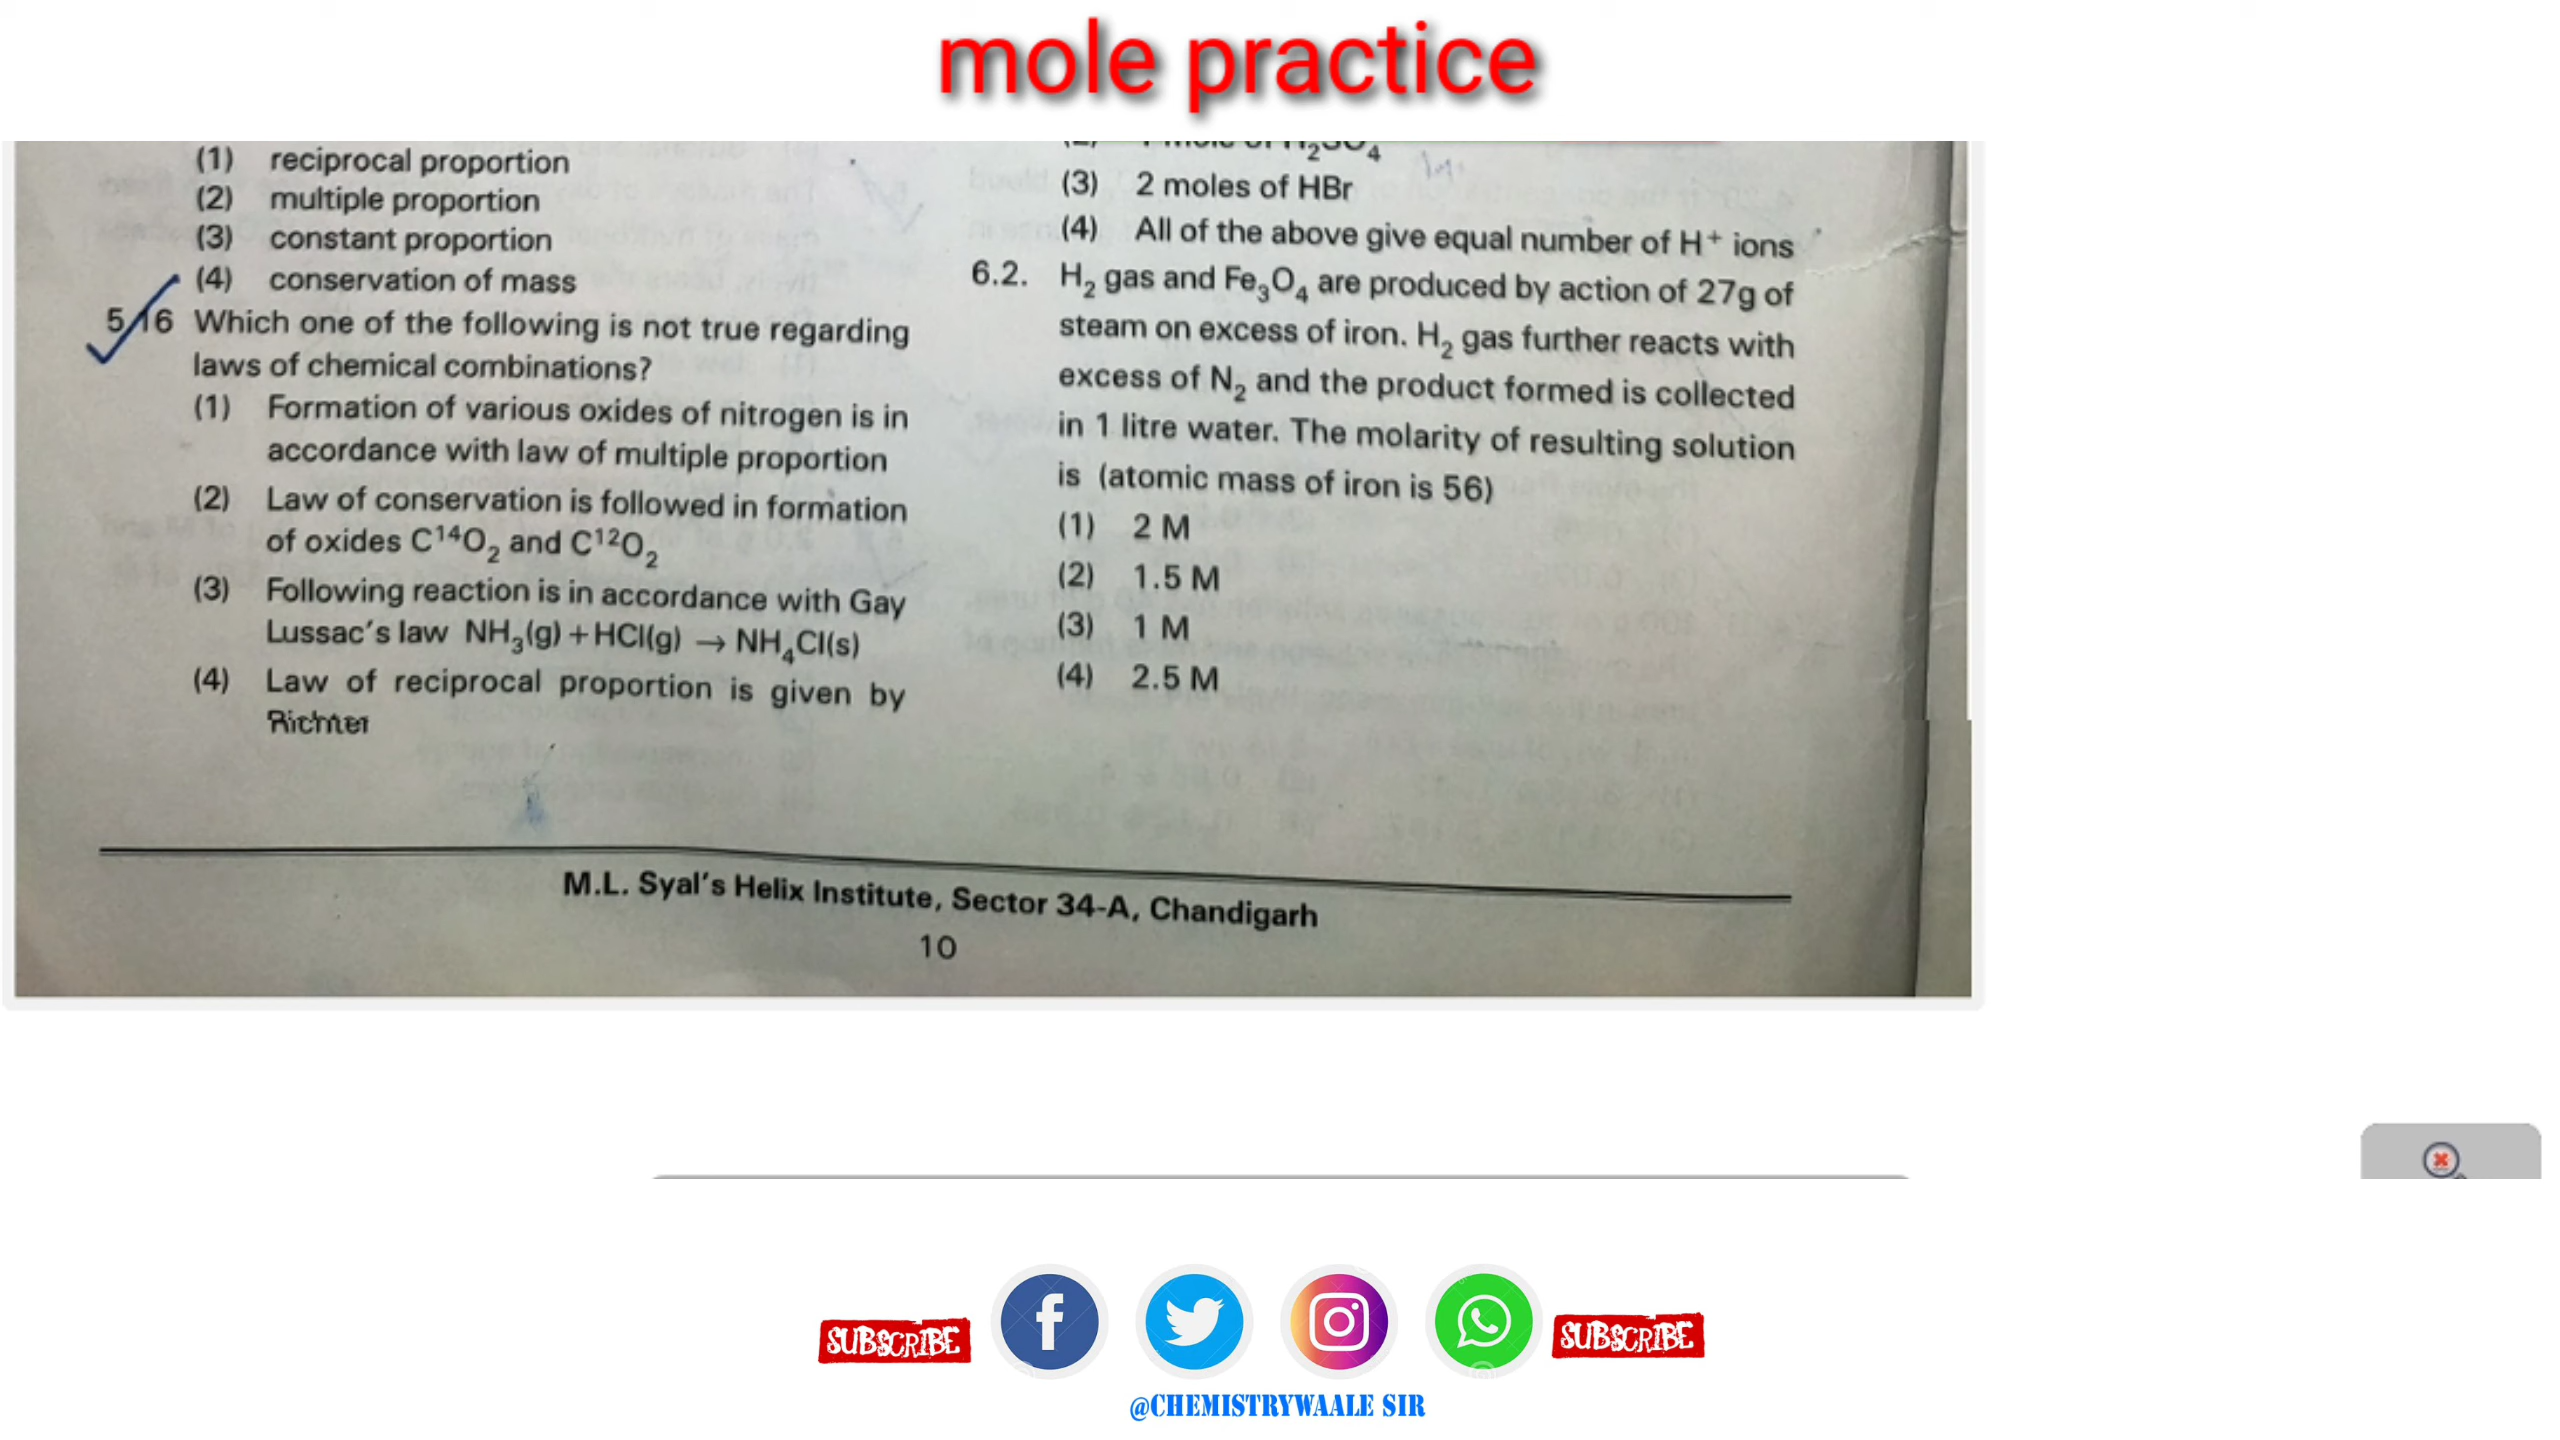 mole practice
(1) reciprocal proportion
(2) multiple proportion
(3) constant proportion
(4) conservation of mass
5.16 Which one of the following is not true regarding
laws of chemical combinations?
(1) Formation of various oxides of nitrogen is in
accordance with law of multiple proportion
(2) Law of conservation is followed in formation
of oxides C¹⁴O₂ and C¹²O₂
(3) Following reaction is in accordance with Gay
Lussac's law NH₃(g) + HCl(g) → NH₄Cl(s)
(4) Law of reciprocal proportion is given by
Richter
H₂SO₄
(3) 2 moles of HBr
(4) All of the above give equal number of H⁺ ions
6.2. H₂ gas and Fe₃O₄ are produced by action of 27g of
steam on excess of iron. H₂ gas further reacts with
excess of N₂ and the product formed is collected
in 1 litre water. The molarity of resulting solution
is (atomic mass of iron is 56)
(1) 2 M
(2) 1.5 M
(3) 1 M
(4) 2.5 M
M.L. Syal's Helix Institute, Sector 34-A, Chandigarh
10
SUBSCRIBE
SUBSCRIBE
@CHEMISTRYWAALE SIR